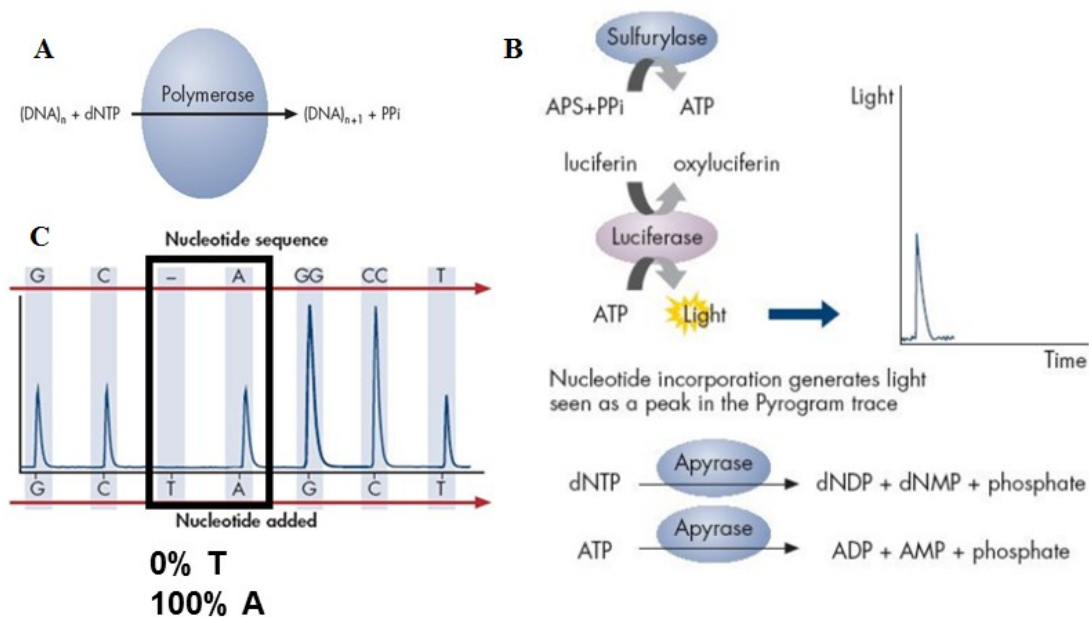 A
Polymerase
(DNA)n + dNTP
(DNA)n+1 + PPi
B
Sulfurylase
APS+PPi
ATP
luciferin
oxyluciferin
Luciferase
ATP
Light
Light
Time
Nucleotide incorporation generates light
seen as a peak in the Pyrogram trace
dNTP
Apyrase
dNDP + dNMP + phosphate
ATP
Apyrase
ADP + AMP + phosphate
C
Nucleotide sequence
G C – A GG CC T
G C T A G C T
Nucleotide added
0% T
100% A